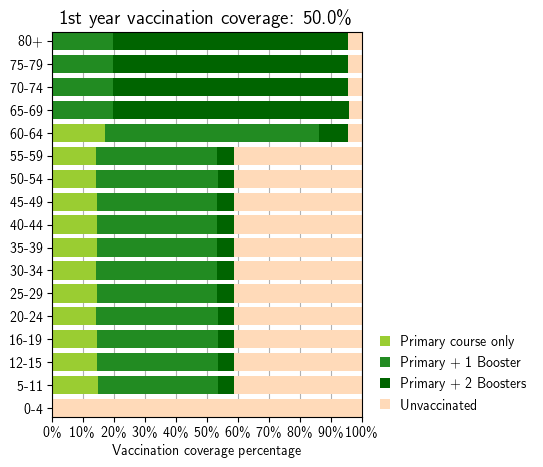 1st year vaccination coverage: 50.0%
80+
75-79
70-74
65-69
60-64
55-59
50-54
45-49
40-44
35-39
30-34
25-29
20-24
16-19
12-15
5-11
0-4
0% 10% 20% 30% 40% 50% 60% 70% 80% 90% 100%
Vaccination coverage percentage
Primary course only
Primary + 1 Booster
Primary + 2 Boosters
Unvaccinated